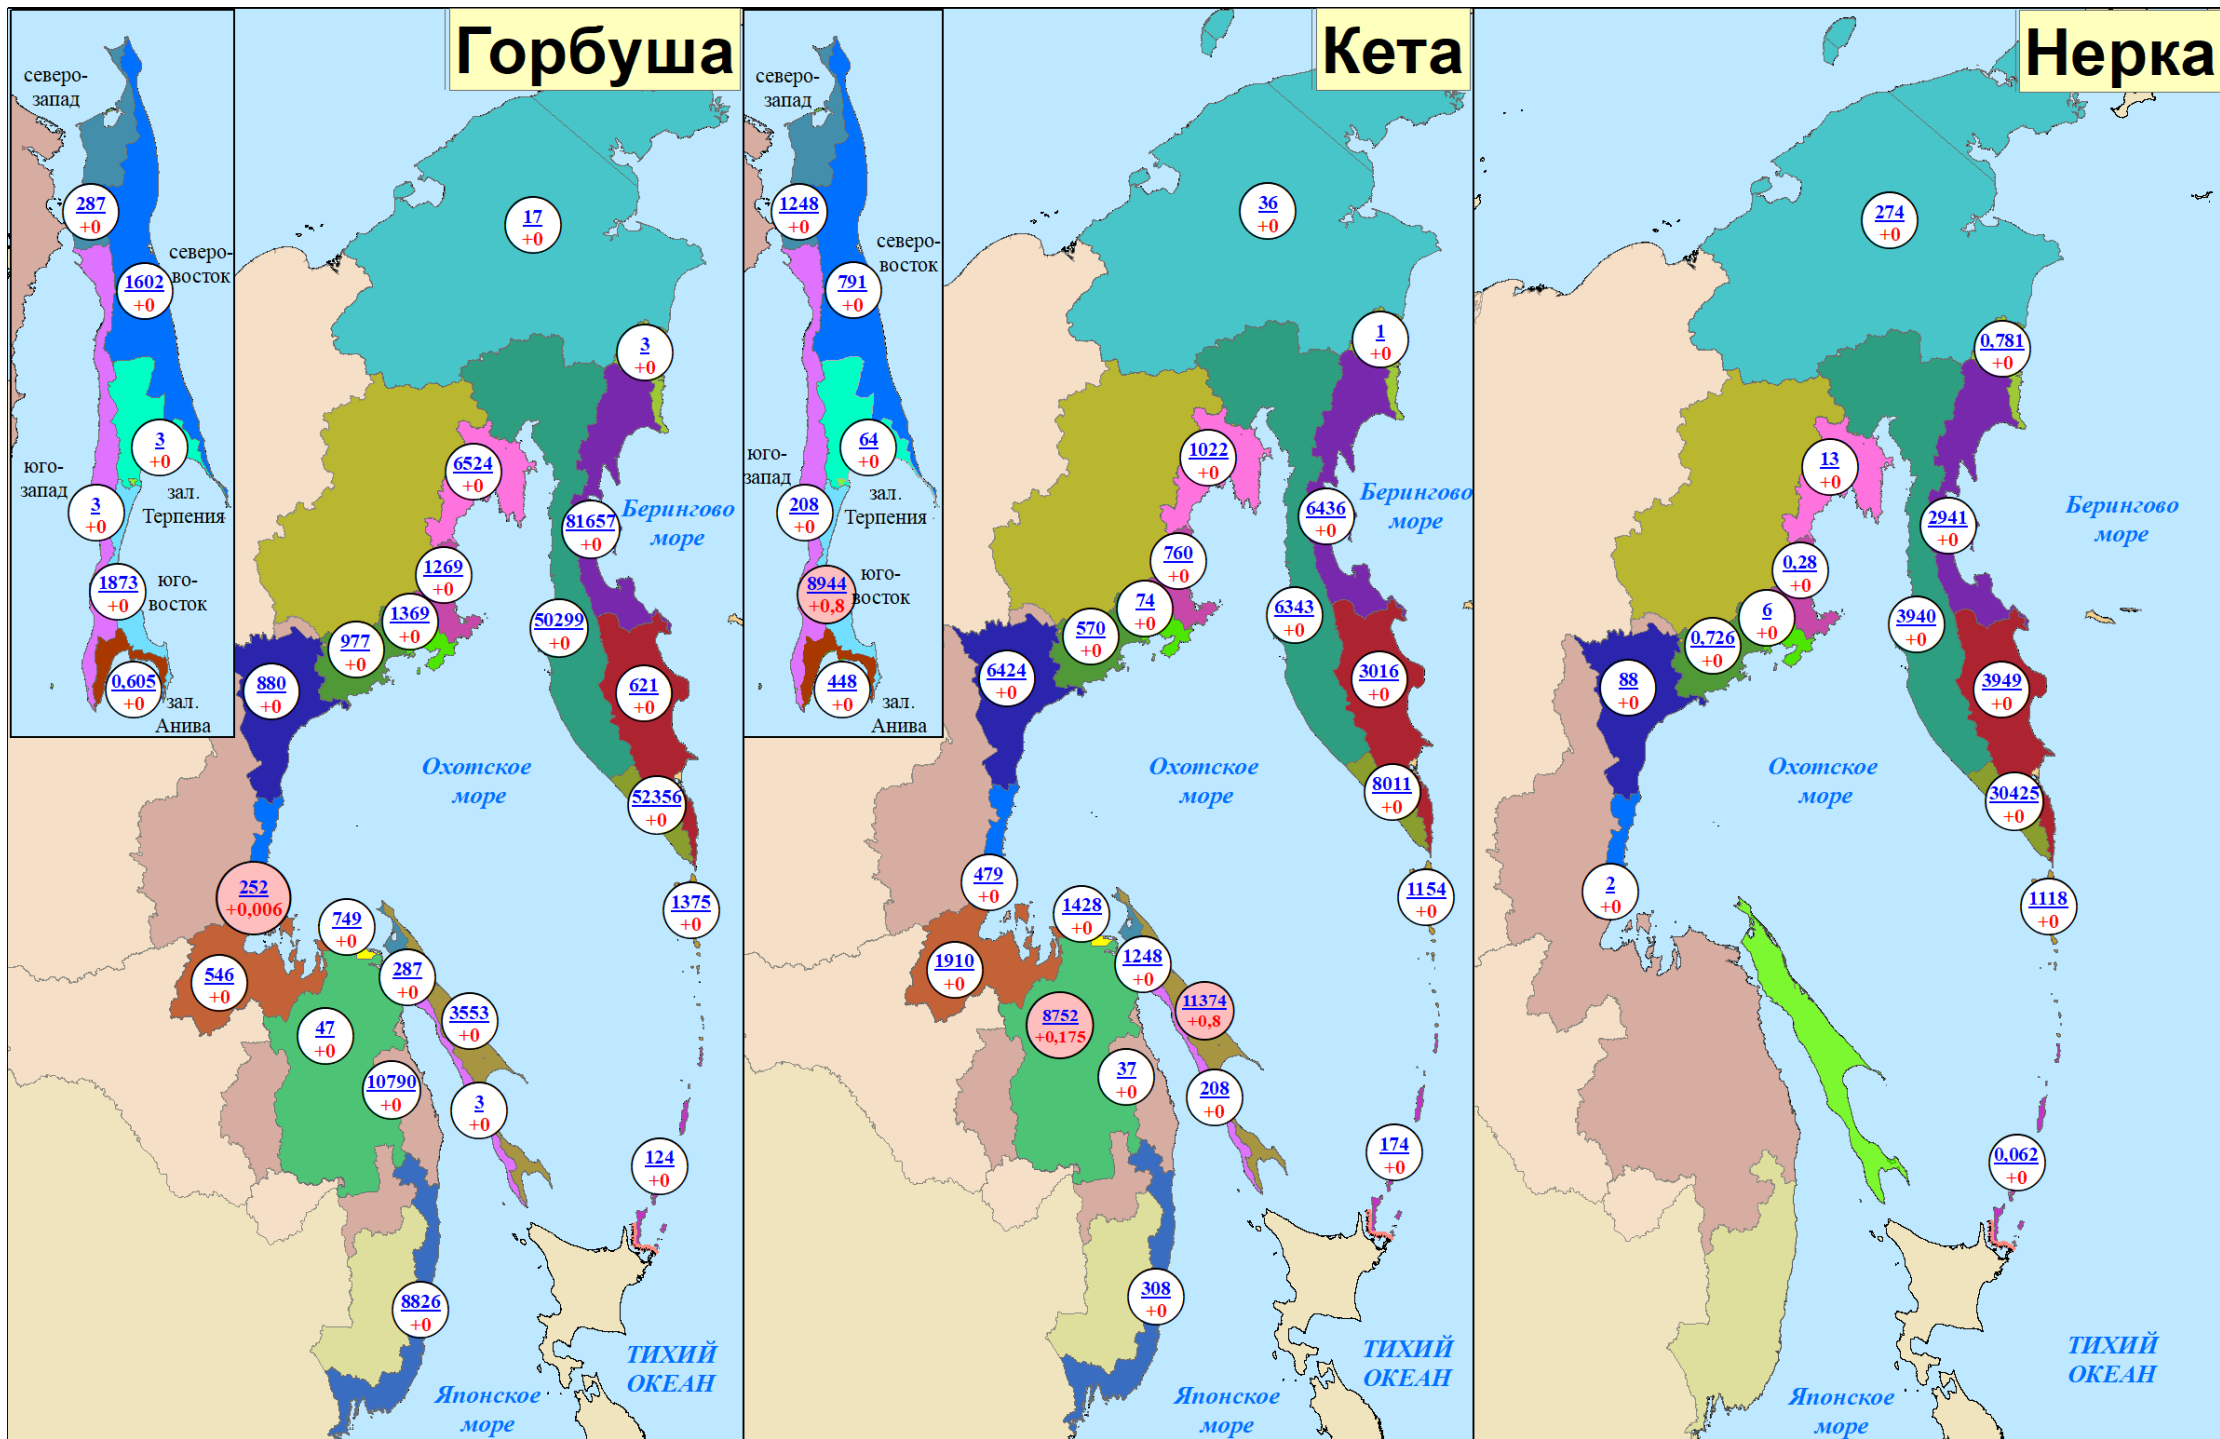 Горбуша
северо-
запад
287
+0
северо-
восток
1602
+0
3
+0
юго-
запад
3
+0
зал.
Терпения
1873
+0
юго-
восток
0,605
+0
зал.
Анива
17
+0
3
+0
6524
+0
81657
+0
Берингово
море
1269
+0
1369
+0
977
+0
50299
+0
880
+0
621
+0
Охотское
море
52356
+0
252
+0,006
749
+0
1375
+0
546
+0
287
+0
47
+0
3553
+0
10790
+0
3
+0
124
+0
8826
+0
ТИХИЙ
ОКЕАН
Японское
море
Кета
северо-
запад
1248
+0
северо-
восток
791
+0
64
+0
юго-
запад
208
+0
зал.
Терпения
8944
+0,8
юго-
восток
448
+0
зал.
Анива
36
+0
1
+0
1022
+0
6436
+0
Берингово
море
760
+0
74
+0
570
+0
6343
+0
6424
+0
3016
+0
Охотское
море
8011
+0
479
+0
1428
+0
1154
+0
1910
+0
1248
+0
8752
+0,175
11374
+0,8
37
+0
208
+0
174
+0
308
+0
ТИХИЙ
ОКЕАН
Японское
море
Нерка
274
+0
0,781
+0
13
+0
2941
+0
Берингово
море
0,28
+0
6
+0
0,726
+0
3940
+0
88
+0
3949
+0
Охотское
море
30425
+0
2
+0
1118
+0
0,062
+0
ТИХИЙ
ОКЕАН
Японское
море